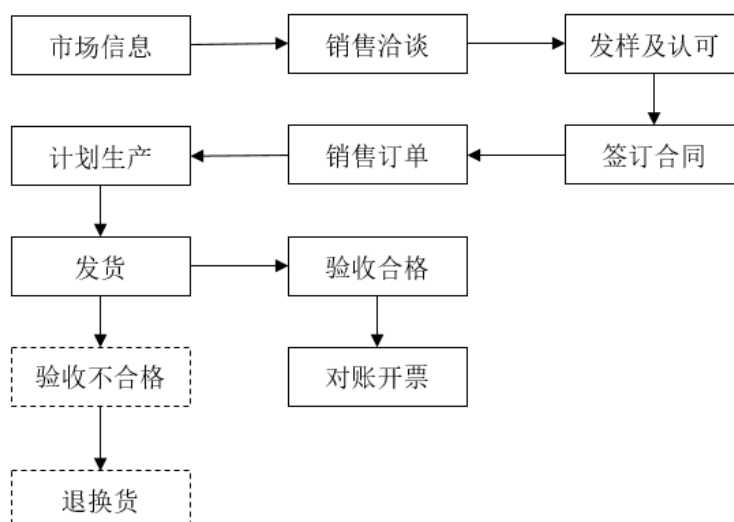 市场信息
销售洽谈
发样及认可
计划生产
销售订单
签订合同
发货
验收合格
验收不合格
对账开票
退换货